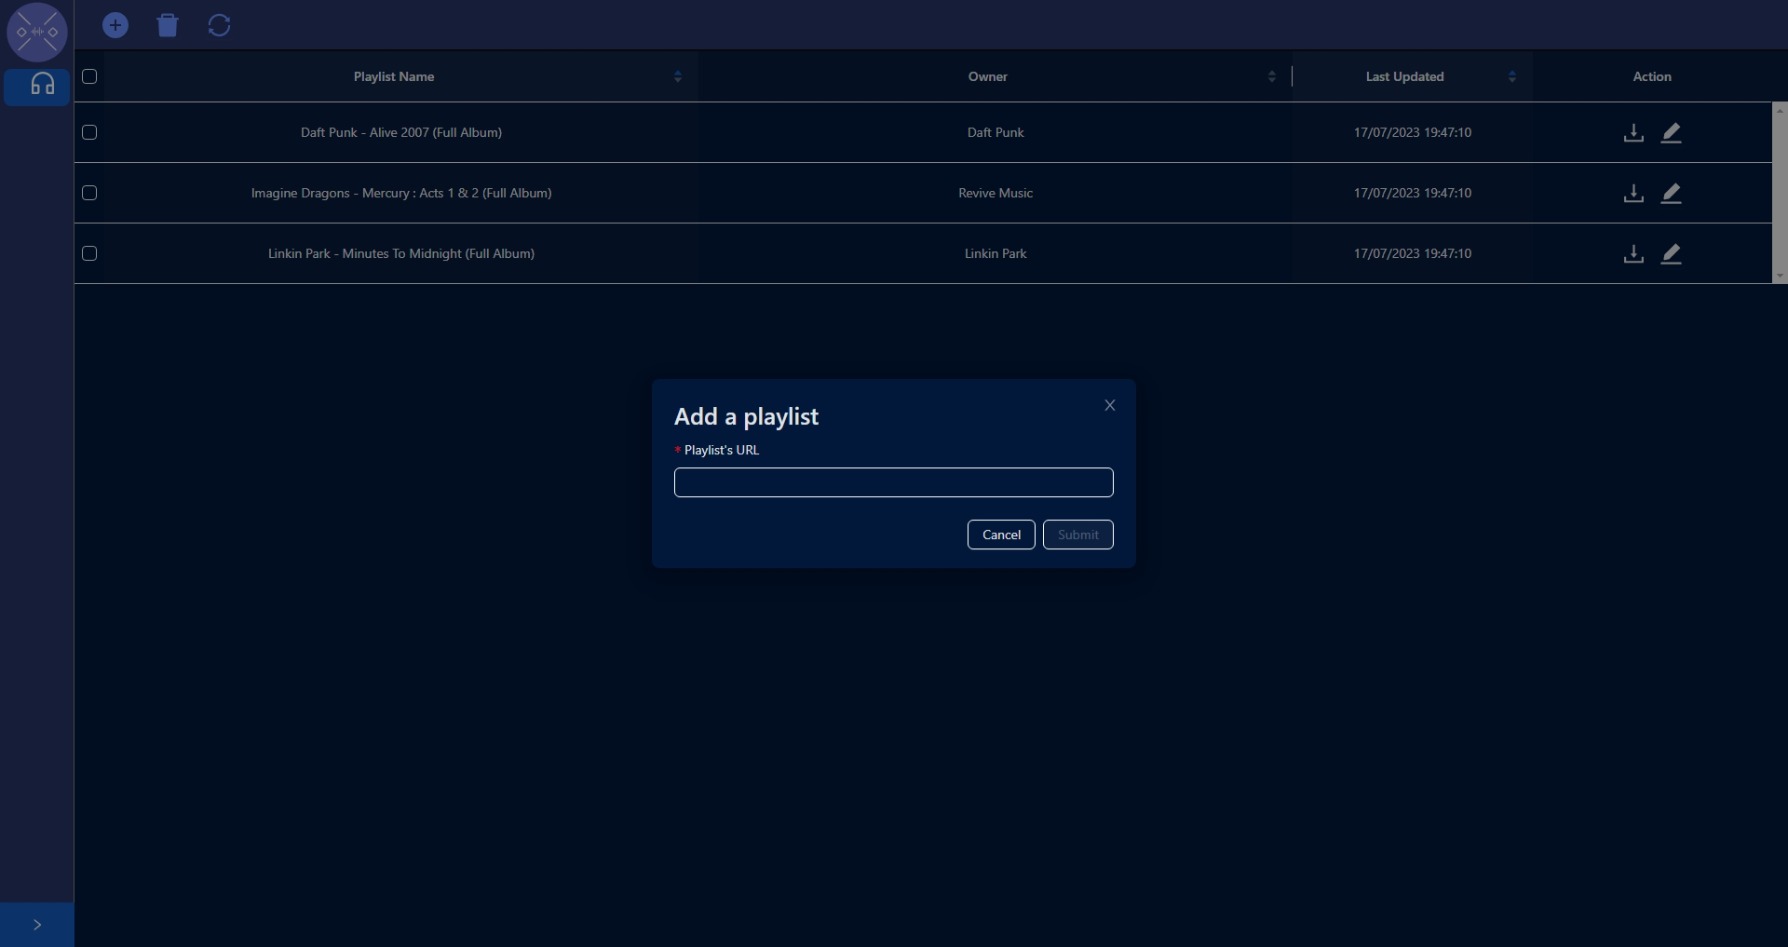 Playlist Name Owner Last Updated Action
Daft Punk - Alive 2007 (Full Album) Daft Punk 17/07/2023 19:47:10
Imagine Dragons - Mercury : Acts 1 & 2 (Full Album) Revive Music 17/07/2023 19:47:10
Linkin Park - Minutes To Midnight (Full Album) Linkin Park 17/07/2023 19:47:10
Add a playlist
* Playlist's URL
Cancel Submit